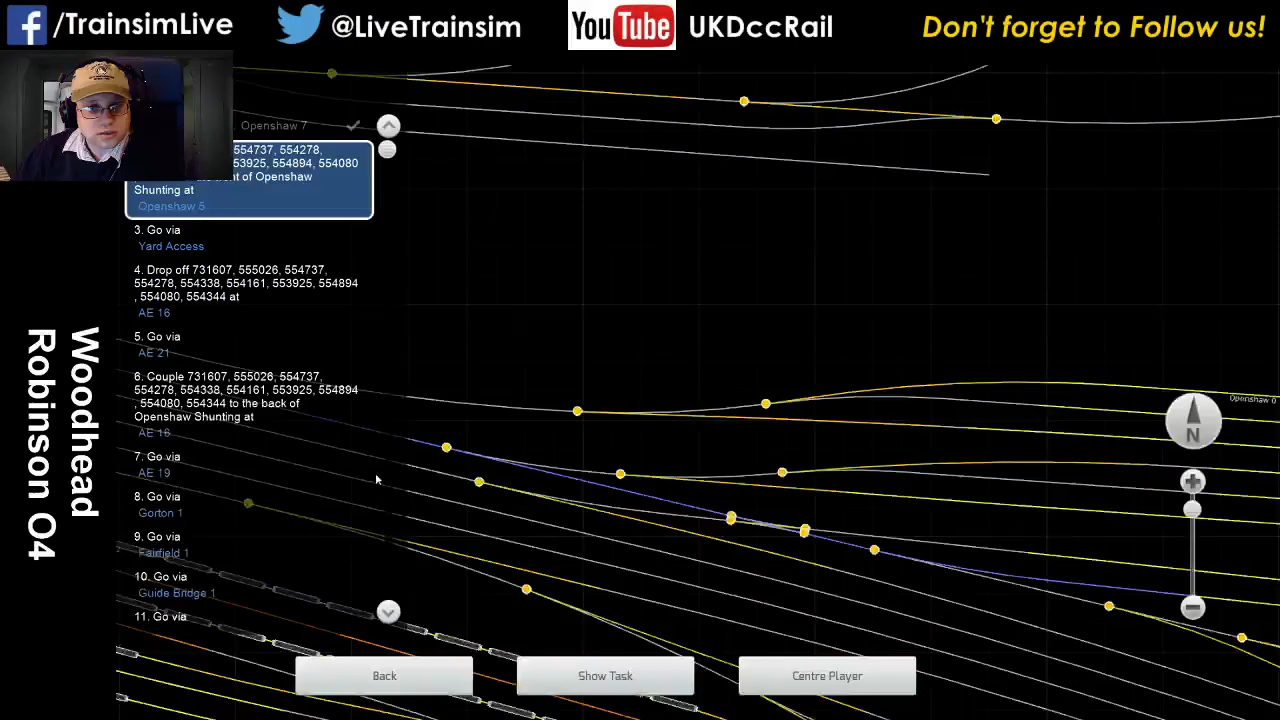 /TrainsimLive
@LiveTrainsim
YouTube
UKDccRail
Don't forget to Follow us!
Openshaw 7
554737, 554278,
553925, 554894, 554080
of Openshaw
Shunting at
Openshaw 5
3. Go via
Yard Access
4. Drop off 731607, 555026, 554737,
554278, 554338, 554161, 553925, 554894
, 554080, 554344 at
AE 16
5. Go via
AE 21
6. Couple 731607, 555026, 554737,
554278, 554338, 554161, 553925, 554894
, 554080, 554344 to the back of
Openshaw Shunting at
AE 16
7. Go via
AE 19
8. Go via
Gorton 1
9. Go via
Fairfield 1
10. Go via
Guide Bridge 1
11. Go via
Woodhead
Robinson O4
Openshaw 6
N
Back
Show Task
Centre Player